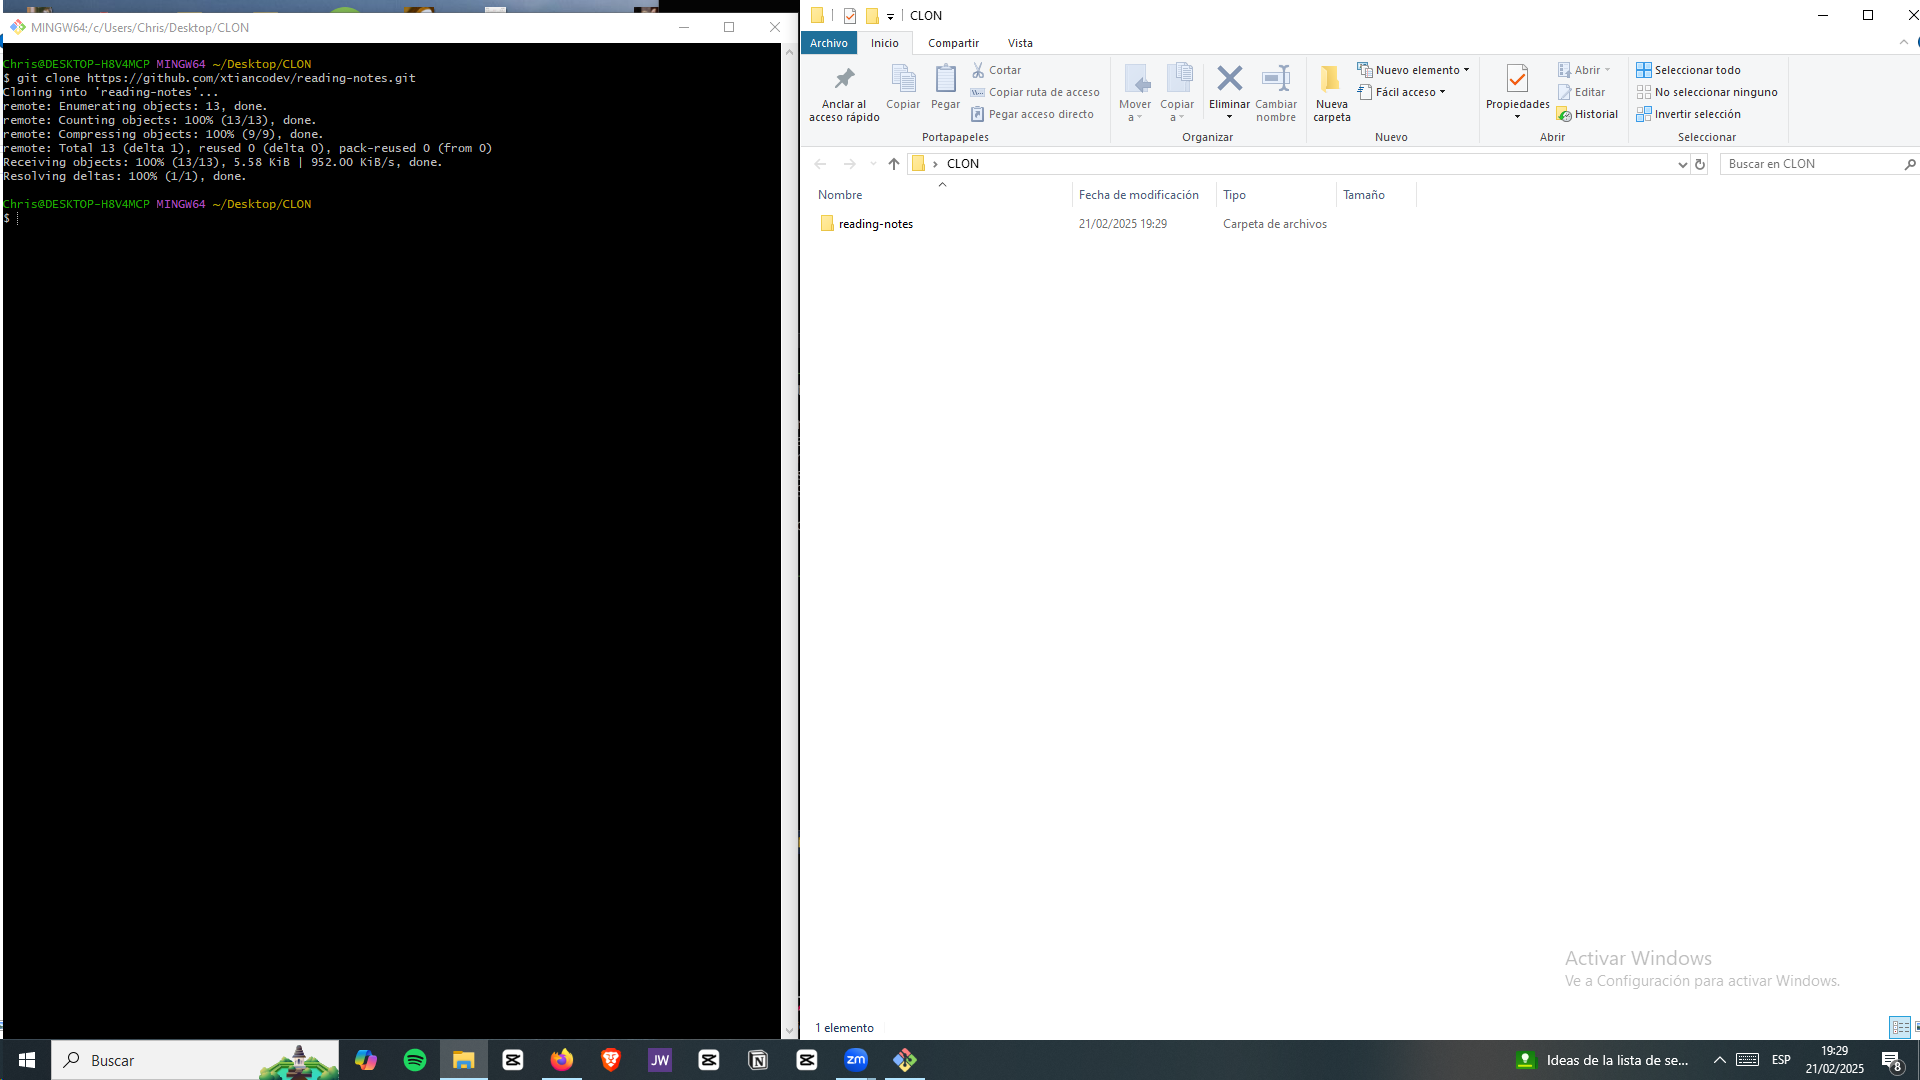 MINGW64:/c/Users/Chris/Desktop/CLON
Chris@DESKTOP-H8V4MCP MINGW64 ~/Desktop/CLON
$ git clone https://github.com/xtiancodev/reading-notes.git
Cloning into 'reading-notes'...
remote: Enumerating objects: 13, done.
remote: Counting objects: 100% (13/13), done.
remote: Compressing objects: 100% (9/9), done.
remote: Total 13 (delta 1), reused 0 (delta 0), pack-reused 0 (from 0)
Receiving objects: 100% (13/13), 5.58 KiB | 952.00 KiB/s, done.
Resolving deltas: 100% (1/1), done.
Chris@DESKTOP-H8V4MCP MINGW64 ~/Desktop/CLON
$
CLON
Archivo Inicio Compartir Vista
Anclar al acceso rápido
Copiar
Pegar
Cortar
Copiar ruta de acceso
Pegar acceso directo
Portapapeles
Mover a
Copiar a
Eliminar
Cambiar nombre
Organizar
Nueva carpeta
Nuevo elemento
Fácil acceso
Nuevo
Propiedades
Abrir
Editar
Historial
Abrir
Seleccionar todo
No seleccionar ninguno
Invertir selección
Seleccionar
CLON
Buscar en CLON
Nombre Fecha de modificación Tipo Tamaño
reading-notes 21/02/2025 19:29 Carpeta de archivos
Activar Windows
Ve a Configuración para activar Windows.
1 elemento
Buscar
JW
zm
Ideas de la lista de se...
ESP
19:29
21/02/2025
8